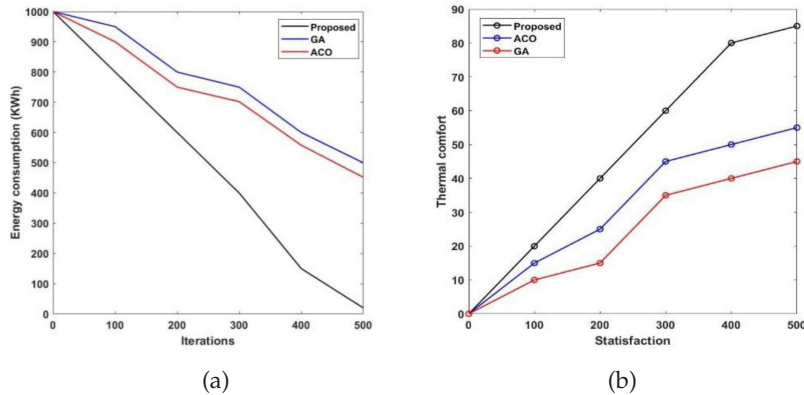 1000
900
800
700
600
500
400
300
200
100
0
Energy consumption (KWh)
Proposed
GA
ACO
0 100 200 300 400 500
Iterations
(a)
90
80
70
60
50
40
30
20
10
0
Thermal comfort
Proposed
ACO
GA
0 100 200 300 400 500
Statisfaction
(b)